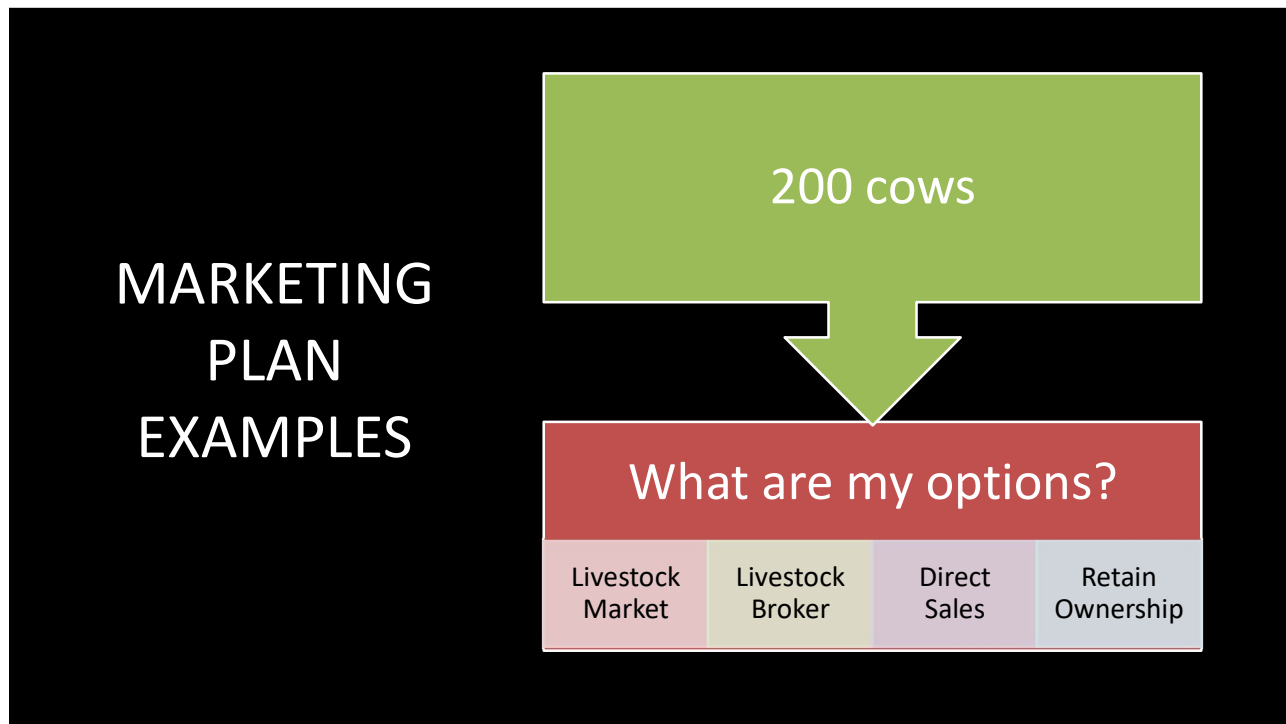 MARKETING
PLAN
EXAMPLES
200 cows
What are my options?
Livestock
Market
Livestock
Broker
Direct
Sales
Retain
Ownership